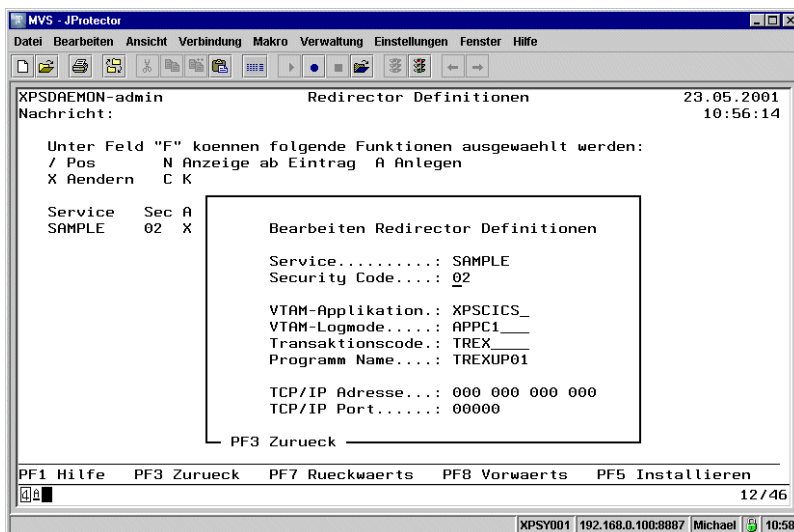 MVS - JProtector
Datei Bearbeiten Ansicht Verbindung Makro Verwaltung Einstellungen Fenster Hilfe
XPSDAEMON-admin Redirector Definitionen 23.05.2001
Nachricht: 10:56:14
Unter Feld "F" koennen folgende Funktionen ausgewaehlt werden:
/ Pos N Anzeige ab Eintrag A Anlegen
X Aendern C K
Service Sec A
SAMPLE 02 X
Bearbeiten Redirector Definitionen
Service..........: SAMPLE
Security Code....: 02
VTAM-Applikation.: XPSCICS_
VTAM-Logmode.....: APPC1___
Transaktionscode.: TREX____
Programm Name....: TREXUP01
TCP/IP Adresse...: 000 000 000 000
TCP/IP Port......: 00000
PF3 Zurueck
PF1 Hilfe PF3 Zurueck PF7 Rueckwaerts PF8 Vorwaerts PF5 Installieren
4A 12/46
XPSY001 192.168.0.100:8887 Michael 10:58